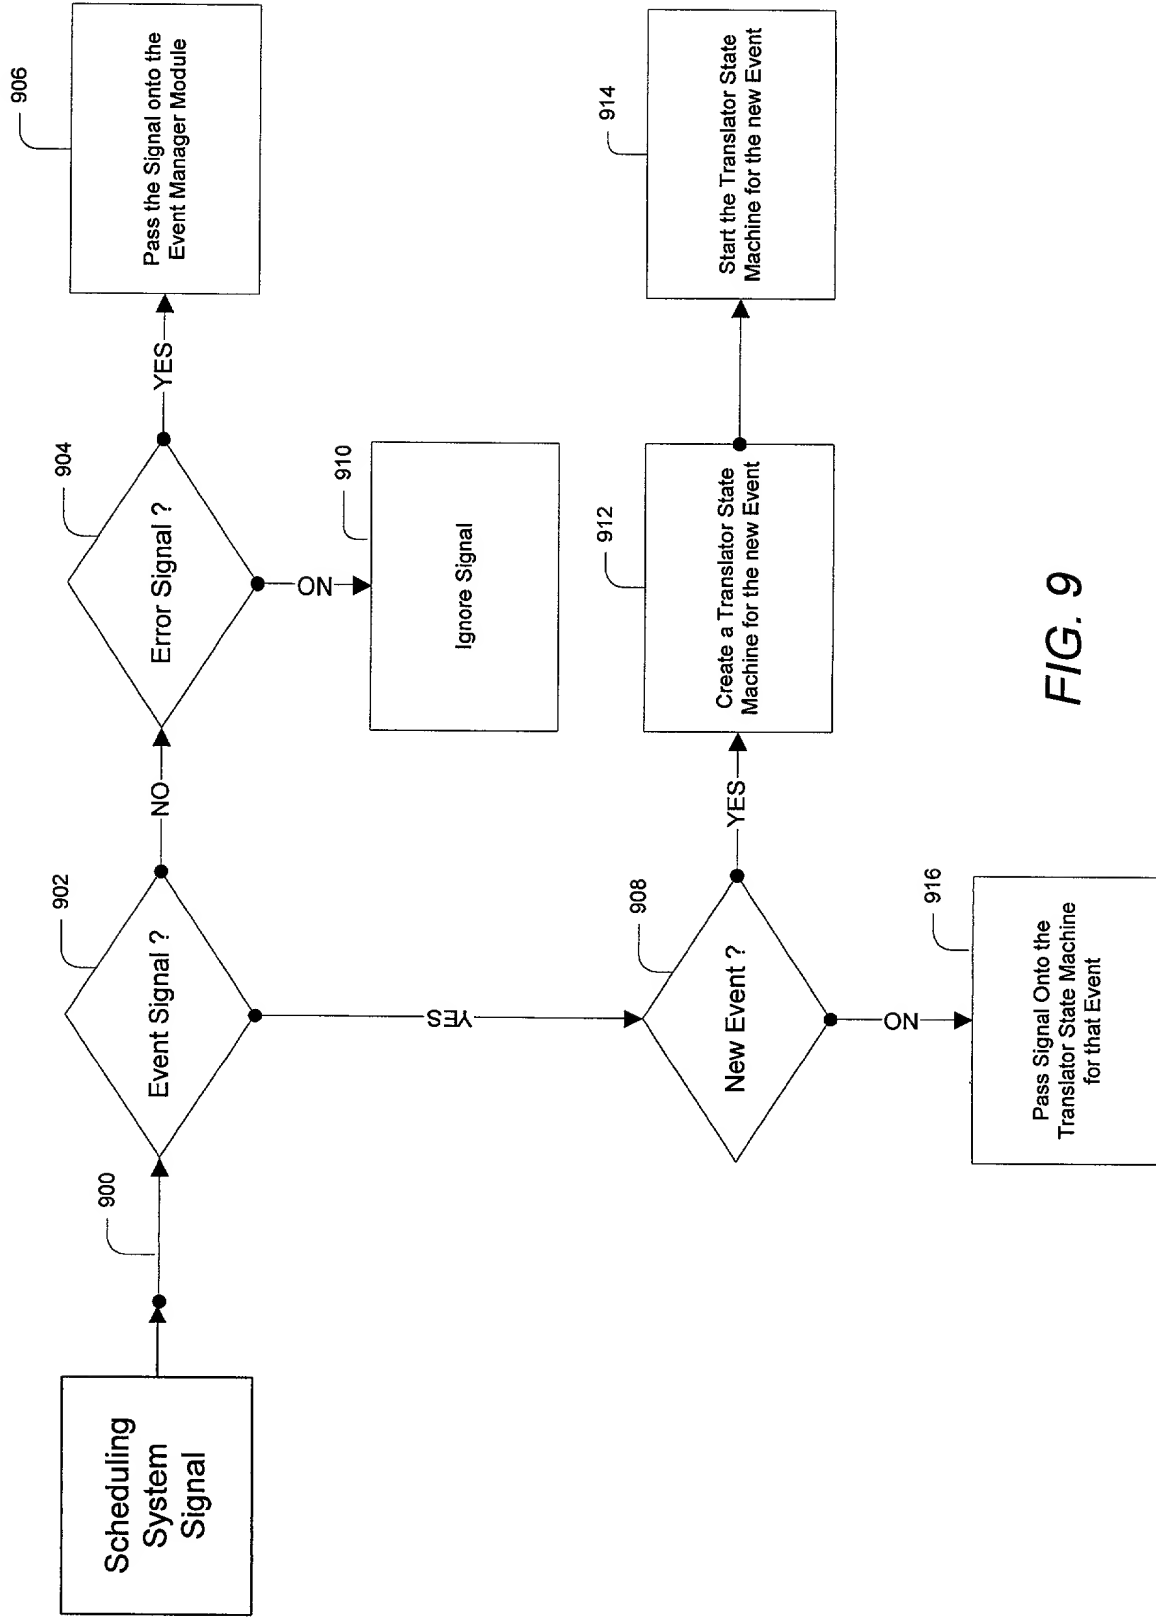 Scheduling
System
Signal
900
Event Signal ?
902
NO
Error Signal ?
904
YES
Pass the Signal onto the
Event Manager Module
906
NO
Ignore Signal
910
YES
New Event ?
908
YES
Create a Translator State
Machine for the new Event
912
Start the Translator State
Machine for the new Event
914
NO
Pass Signal Onto the
Translator State Machine
for that Event
916
FIG. 9